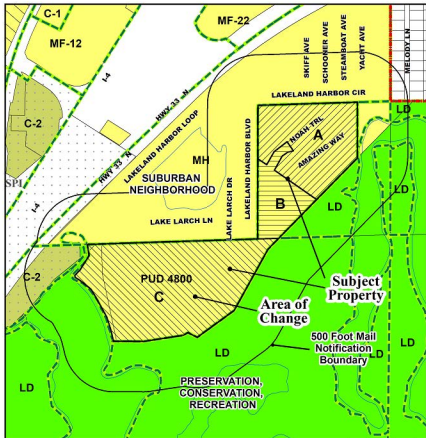 C-1
MF-12
MF-22
I-4
HWY 33 N
SKIFF AVE
SCHOONER AVE
STEAMBOAT AVE
YACHT AVE
MELODY LN
LAKELAND HARBOR CIR
LD
C-2
LAKELAND HARBOR LOOP
LAKELAND HARBOR BLVD
NOAH TRL
A
AMAZING WAY
SPI
HWY 33 N
MH
SUBURBAN
NEIGHBORHOOD
I-4
LAKE LARCH DR
B
LD
LAKE LARCH LN
LD
C-2
PUD 4800
C
Subject
Property
Area of
Change
500 Foot Mail
Notification
Boundary
LD
LD
LD
PRESERVATION,
CONSERVATION,
RECREATION
LD
LD